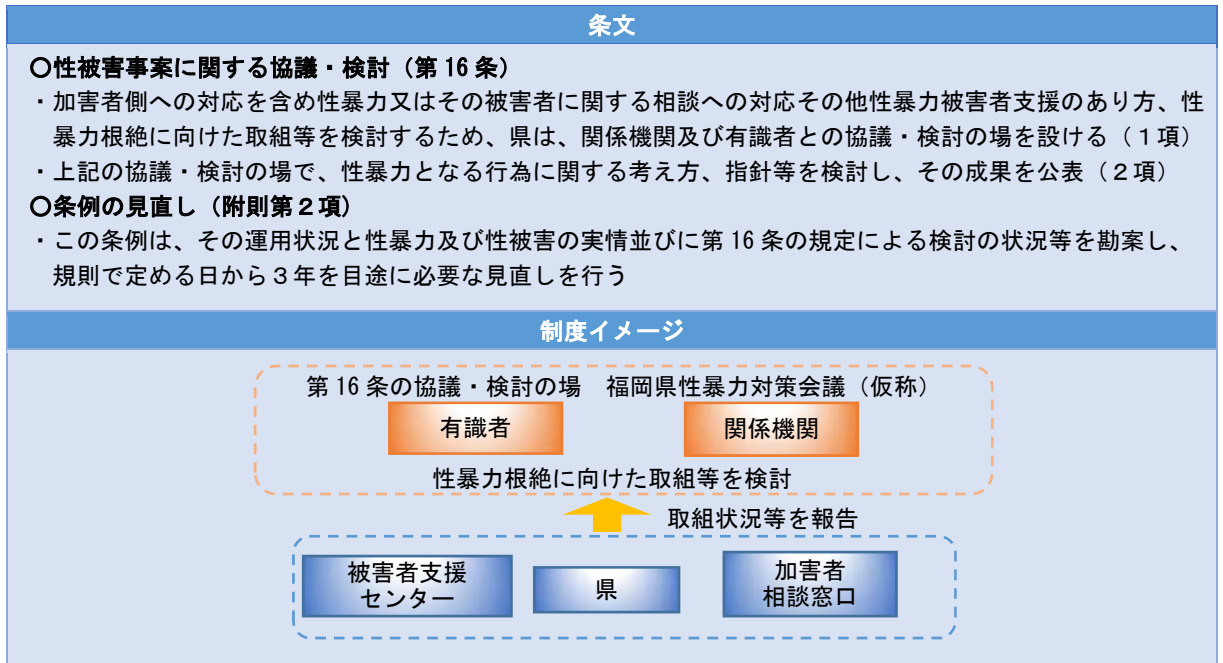 条文
〇性被害事案に関する協議・検討（第 16 条）
・加害者側への対応を含め性暴力又はその被害者に関する相談への対応その他性暴力被害者支援のあり方、性
暴力根絶に向けた取組等を検討するため、県は、関係機関及び有識者との協議・検討の場を設ける（１項）
・上記の協議・検討の場で、性暴力となる行為に関する考え方、指針等を検討し、その成果を公表（２項）
〇条例の見直し（附則第２項）
・この条例は、その運用状況と性暴力及び性被害の実情並びに第 16 条の規定による検討の状況等を勘案し、
規則で定める日から３年を目途に必要な見直しを行う
制度イメージ
第 16 条の協議・検討の場　福岡県性暴力対策会議（仮称）
有識者
関係機関
性暴力根絶に向けた取組等を検討
取組状況等を報告
被害者支援
センター
県
加害者
相談窓口